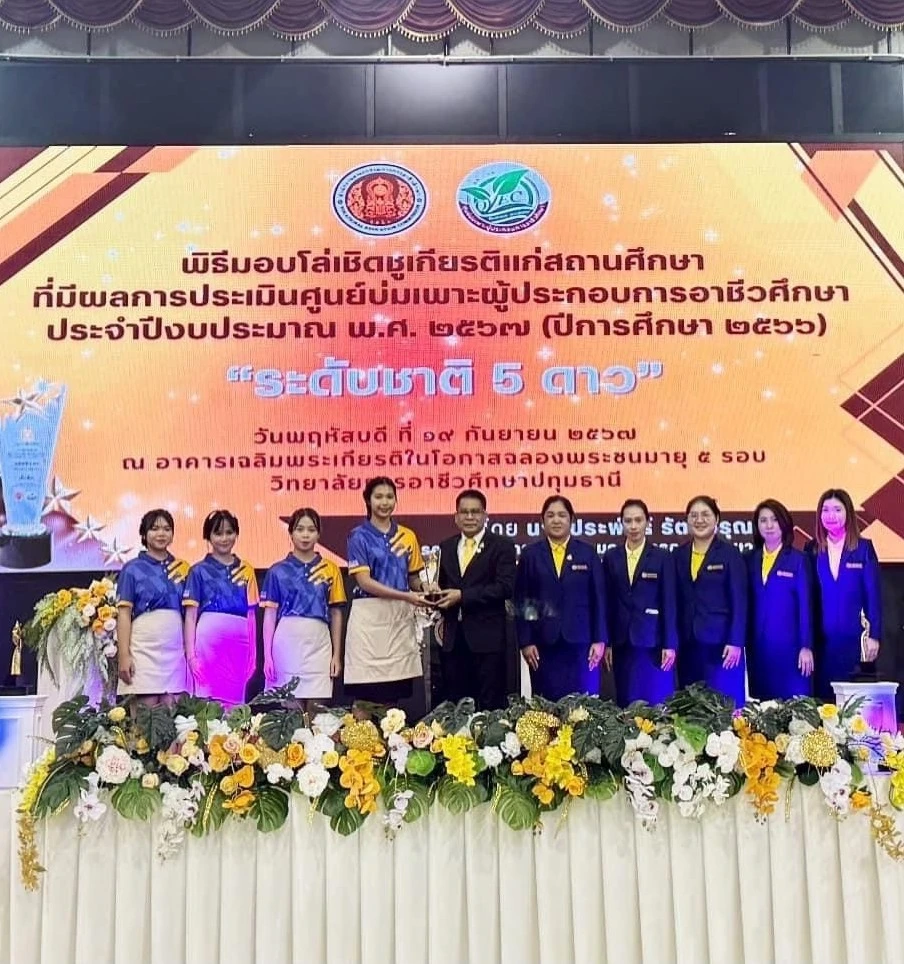 พิธีมอบโล่เชิดชูเกียรติแก่สถานศึกษา
ที่มีผลการประเมินศูนย์บ่มเพาะผู้ประกอบการอาชีวศึกษา
ประจำปีงบประมาณ พ.ศ. ๒๕๖๗ (ปีการศึกษา ๒๕๖๖)
“ระดับชาติ 5 ดาว”
วันพฤหัสบดี ที่ ๑๙ กันยายน ๒๕๖๗
ณ อาคารเฉลิมพระเกียรติในโอกาสฉลองพระชนมายุ ๕ รอบ
วิทยาลัยการอาชีวศึกษาปทุมธานี
โดย